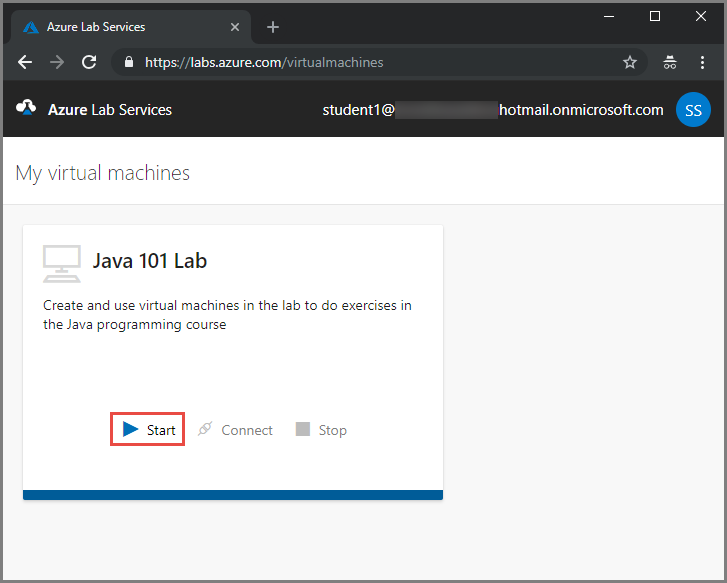 Azure Lab Services
https://labs.azure.com/virtualmachines
Azure Lab Services
student1@ hotmail.onmicrosoft.com SS
My virtual machines
Java 101 Lab
Create and use virtual machines in the lab to do exercises in
the Java programming course
Start Connect Stop